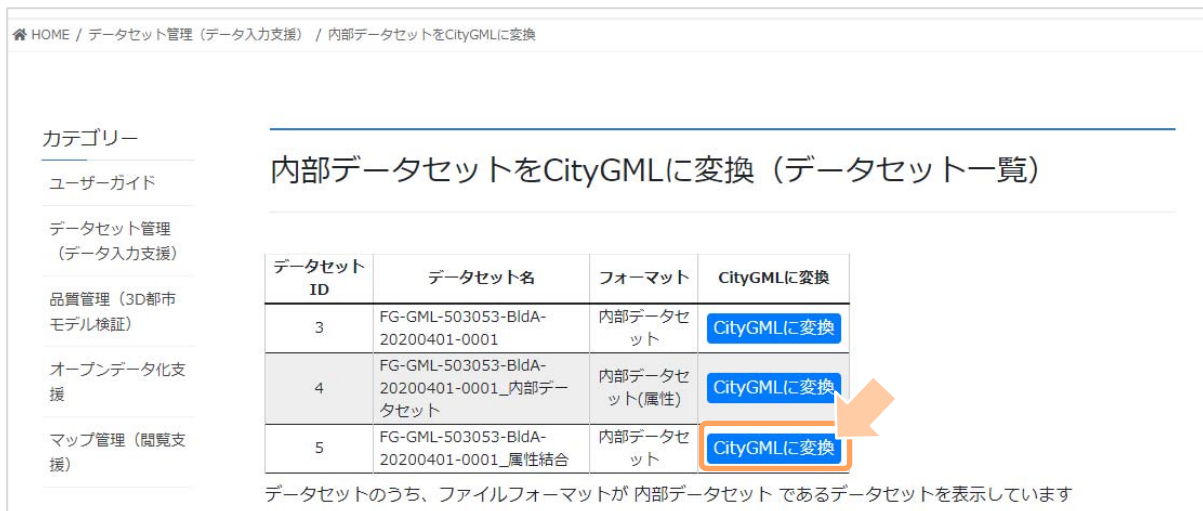 HOME / データセット管理（データ入力支援） / 内部データセットをCityGMLに変換
カテゴリー
ユーザーガイド
データセット管理
（データ入力支援）
品質管理（3D都市
モデル検証）
オープンデータ化支
援
マップ管理（閲覧支
援）
内部データセットをCityGMLに変換（データセット一覧）
データセット
ID
データセット名
フォーマット
CityGMLに変換
3
FG-GML-503053-BldA-
20200401-0001
内部データセ
ット
CityGMLに変換
4
FG-GML-503053-BldA-
20200401-0001_内部デー
タセット
内部データセ
ット(属性)
CityGMLに変換
5
FG-GML-503053-BldA-
20200401-0001_属性結合
内部データセ
ット
CityGMLに変換
データセットのうち、ファイルフォーマットが 内部データセット であるデータセットを表示しています